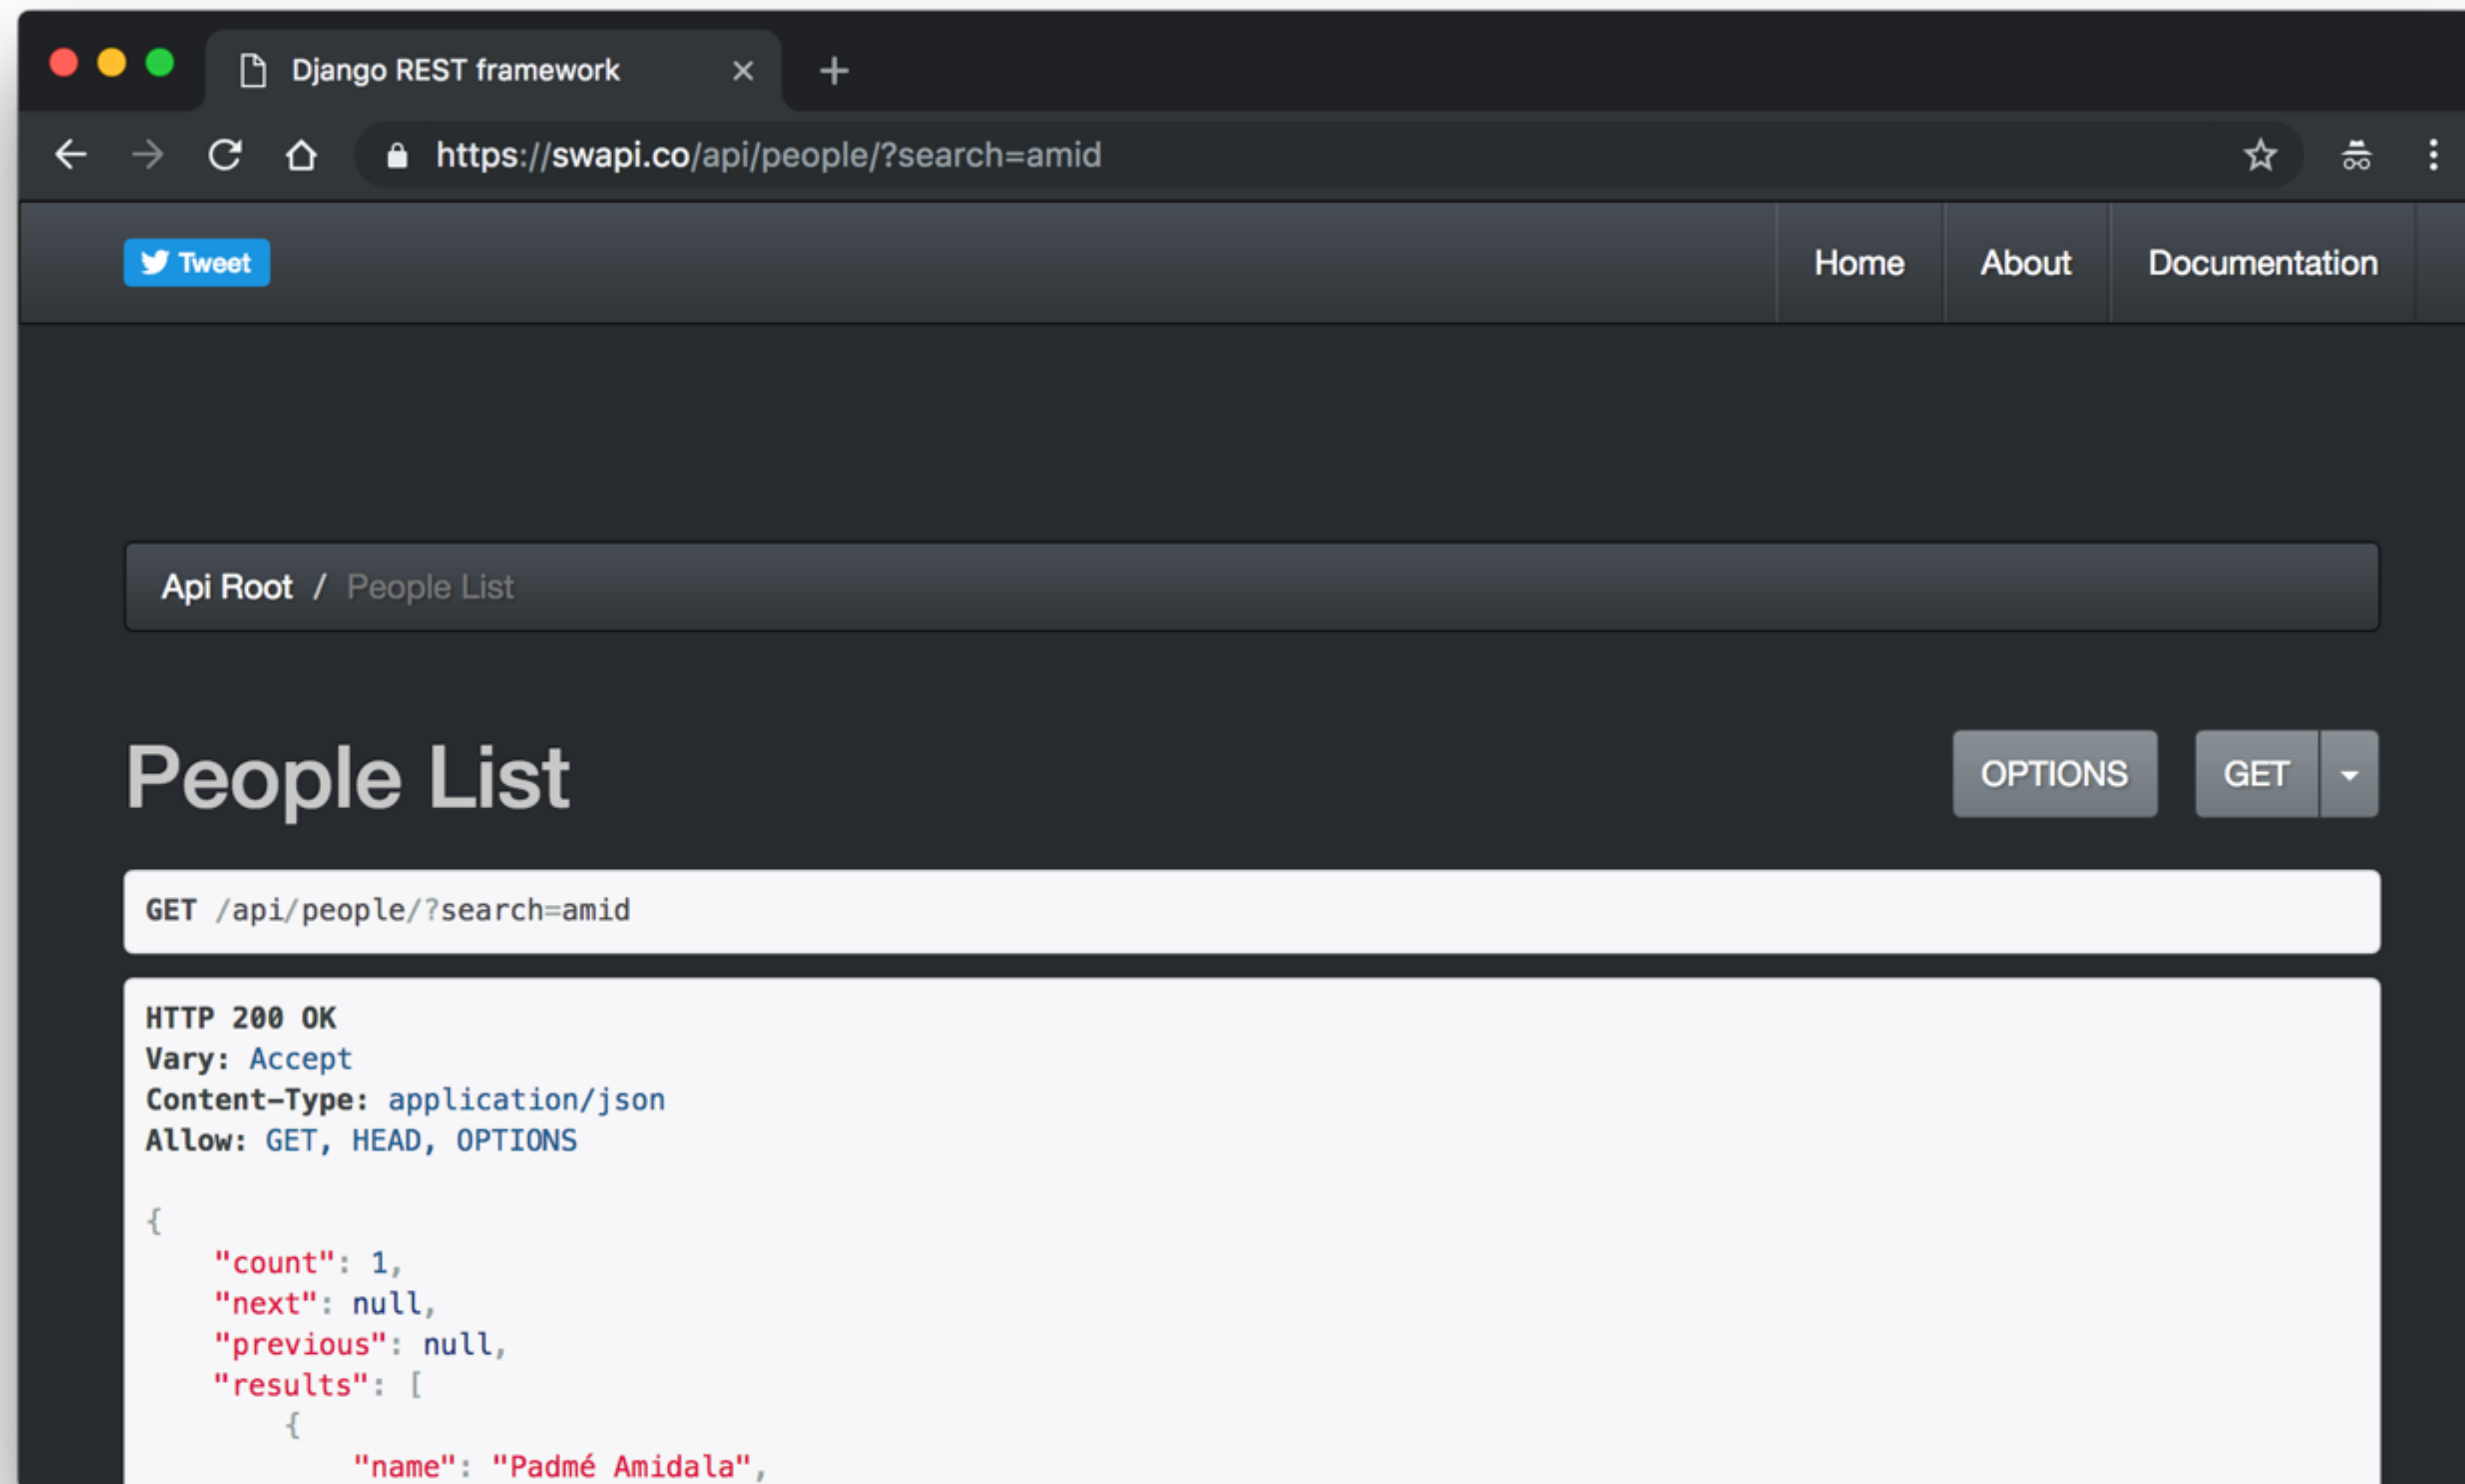 Django REST framework
https://swapi.co/api/people/?search=amid
Tweet
Home About Documentation
Api Root / People List
People List
OPTIONS GET
GET /api/people/?search=amid
HTTP 200 OK
Vary: Accept
Content-Type: application/json
Allow: GET, HEAD, OPTIONS
{
"count": 1,
"next": null,
"previous": null,
"results": [
{
"name": "Padmé Amidala",